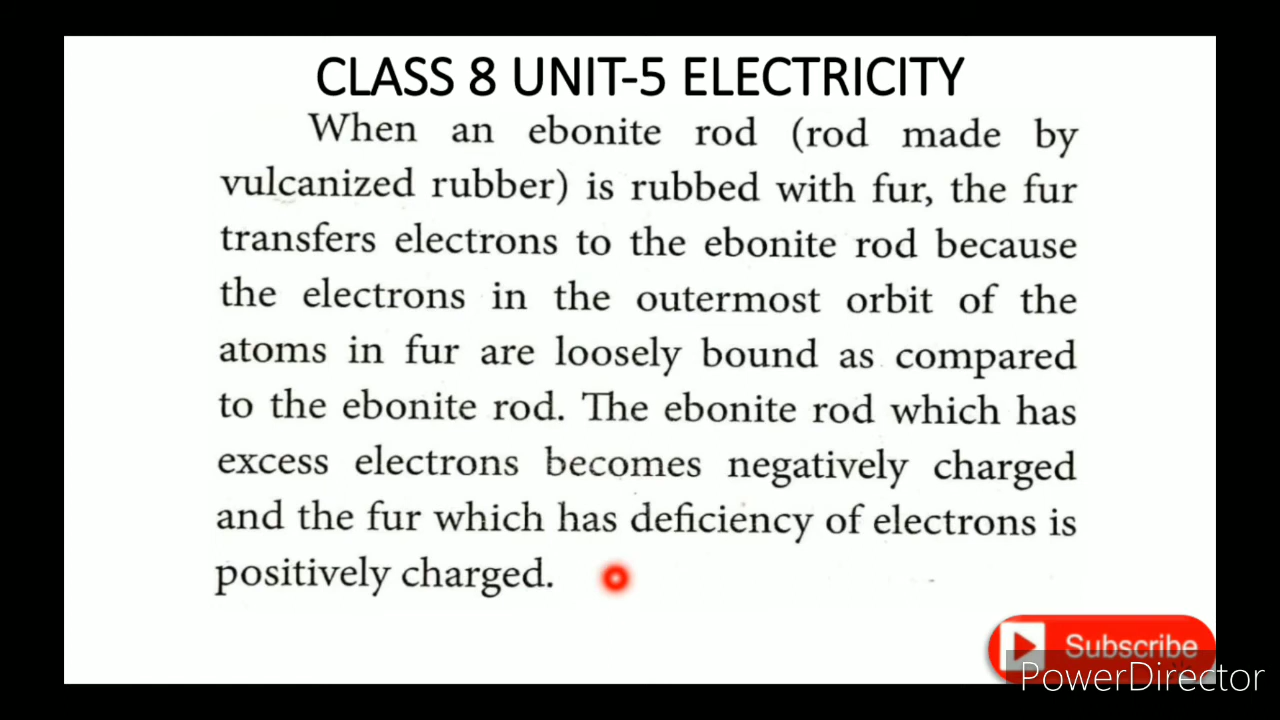 CLASS 8 UNIT-5 ELECTRICITY
When an ebonite rod (rod made by
vulcanized rubber) is rubbed with fur, the fur
transfers electrons to the ebonite rod because
the electrons in the outermost orbit of the
atoms in fur are loosely bound as compared
to the ebonite rod. The ebonite rod which has
excess electrons becomes negatively charged
and the fur which has deficiency of electrons is
positively charged.
Subscribe
PowerDirector